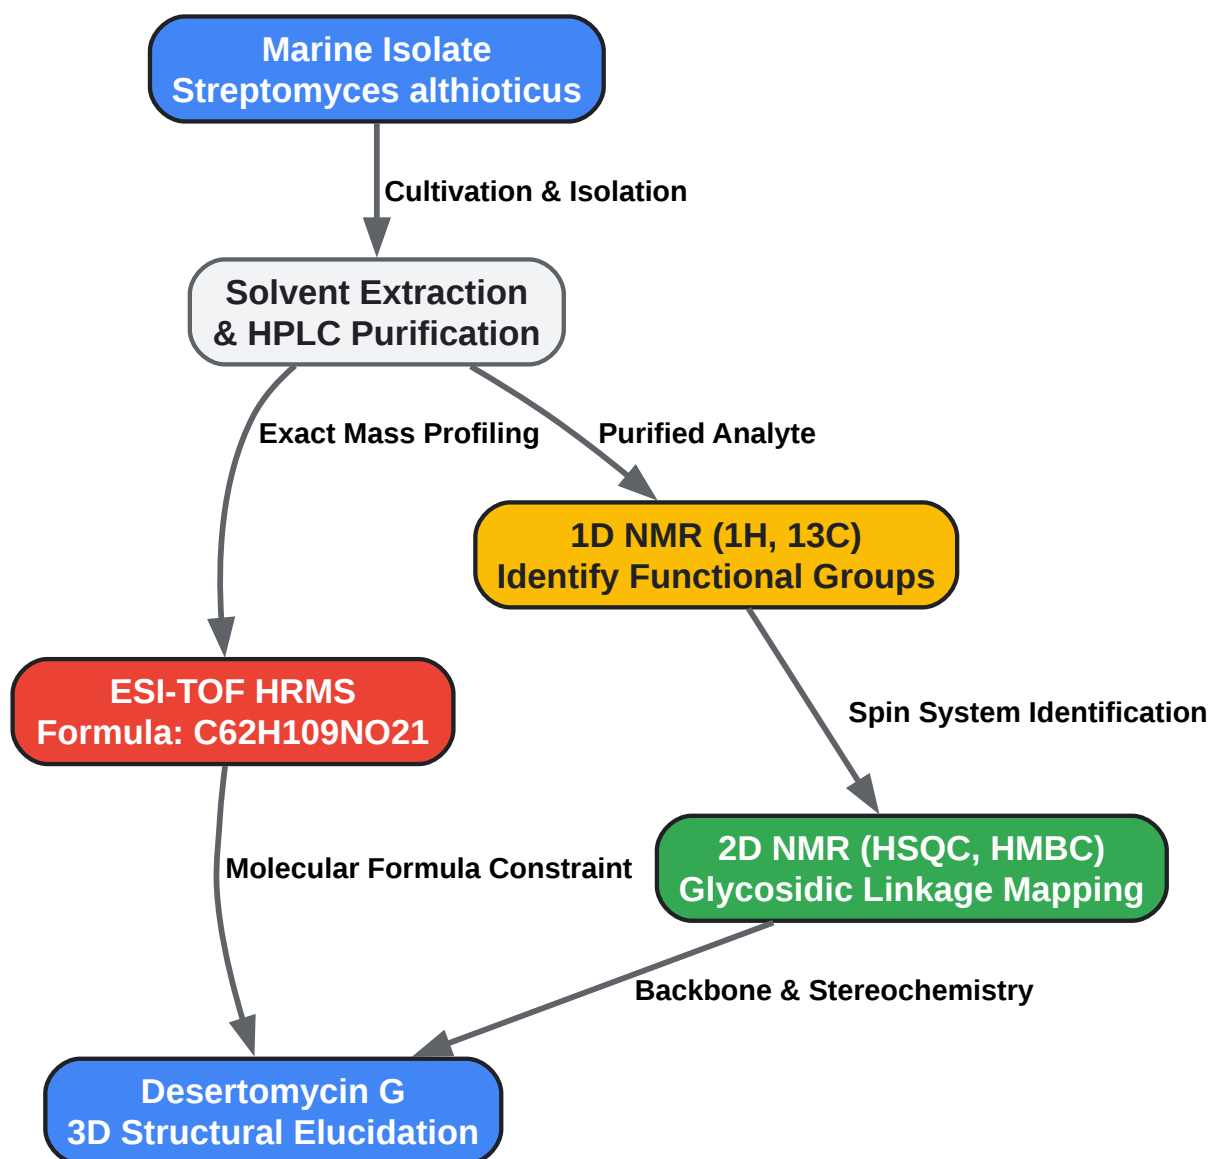 Marine Isolate
Streptomyces althioticus
Cultivation & Isolation
Solvent Extraction
& HPLC Purification
Exact Mass Profiling
Purified Analyte
1D NMR (1H, 13C)
Identify Functional Groups
ESI-TOF HRMS
Formula: C62H109NO21
Spin System Identification
2D NMR (HSQC, HMBC)
Glycosidic Linkage Mapping
Molecular Formula Constraint
Backbone & Stereochemistry
Desertomycin G
3D Structural Elucidation